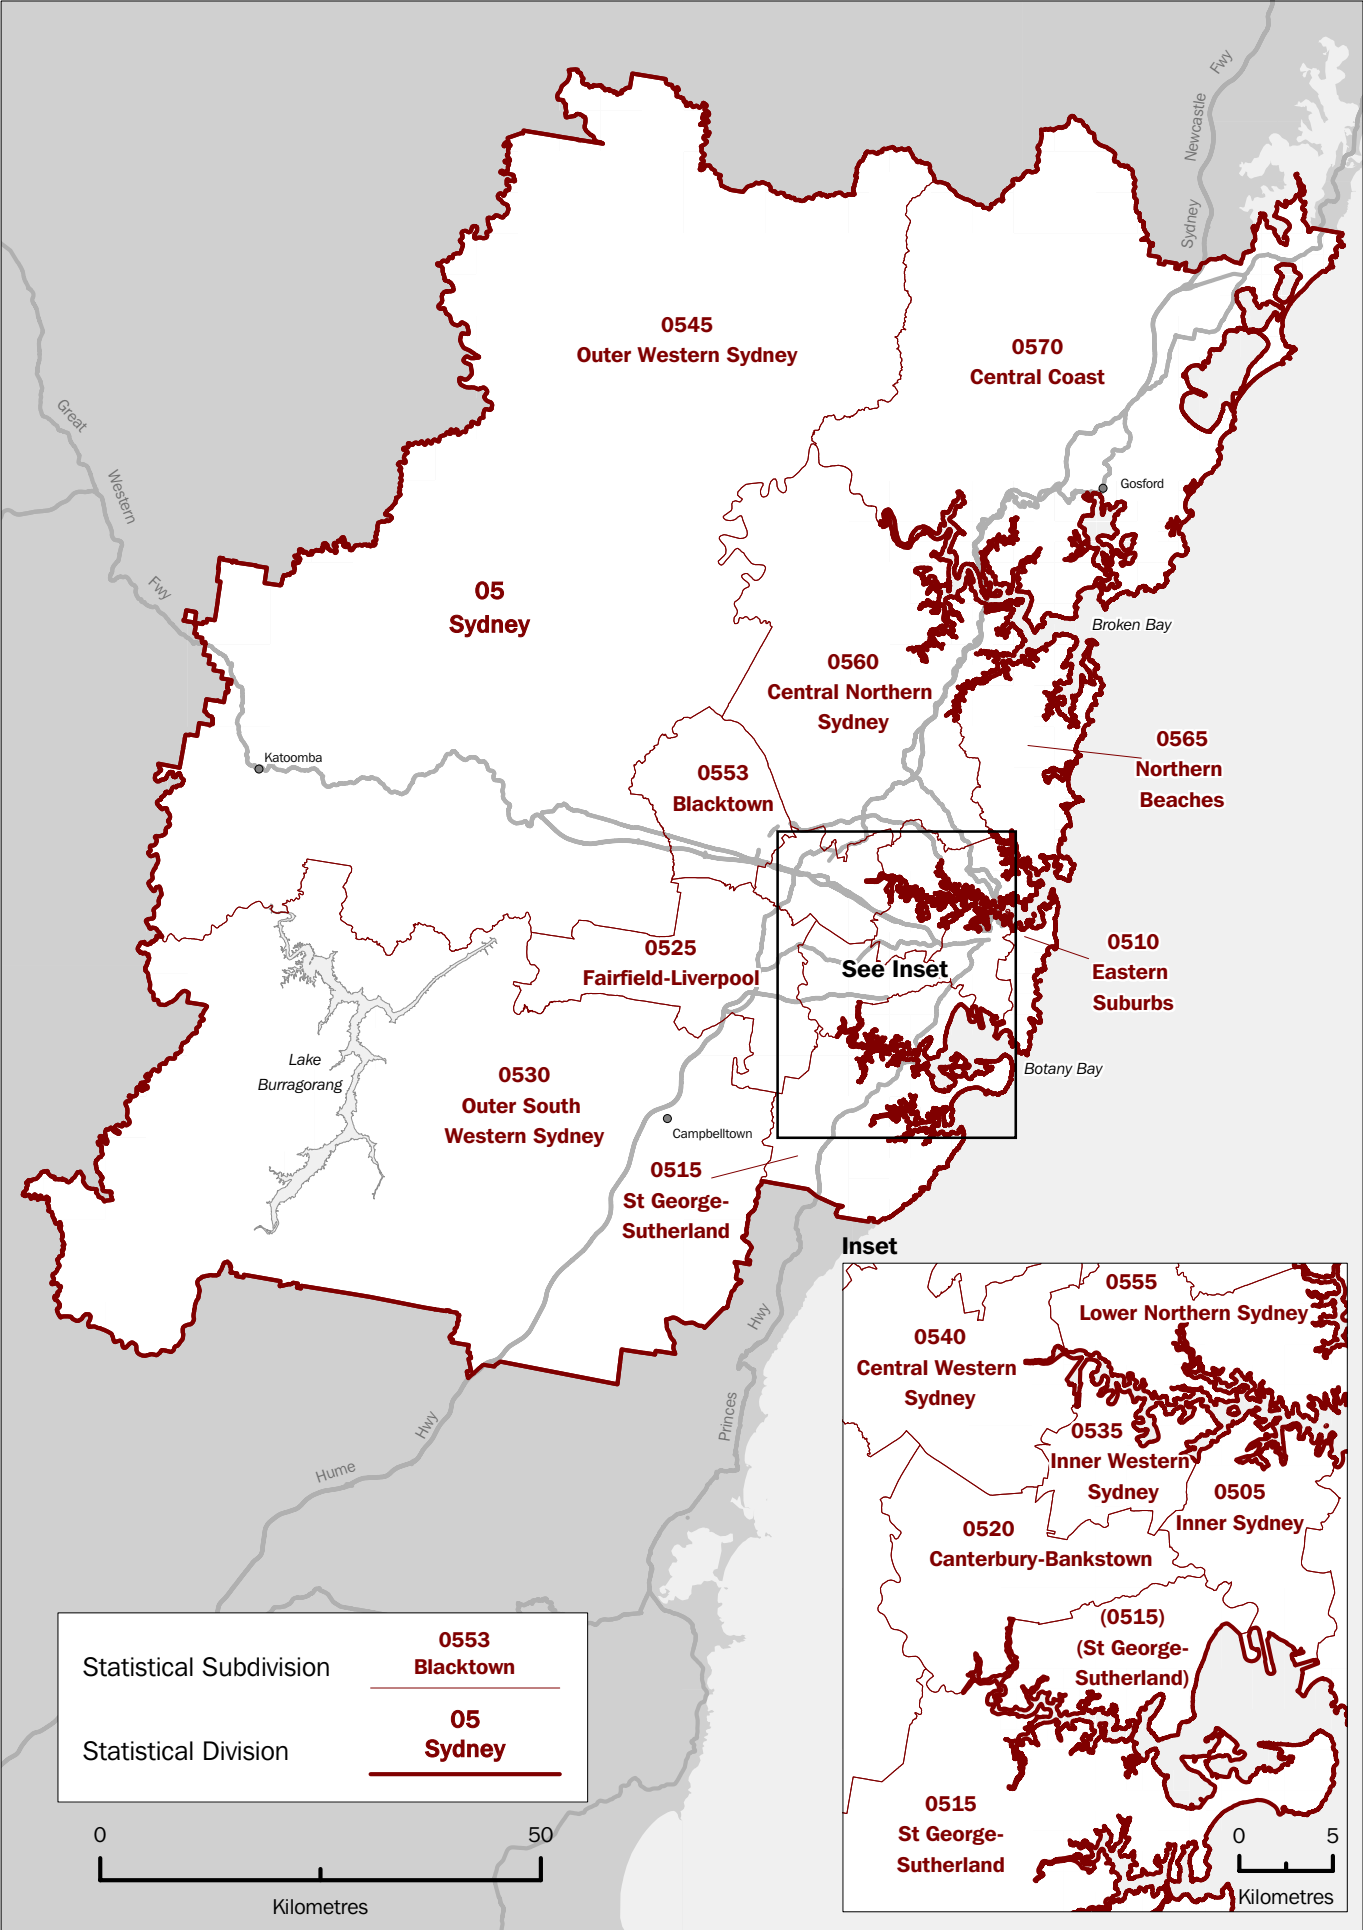 Fwy
Newcastle
Sydney
0545
Outer Western Sydney
0570
Central Coast
Great
Western
Fwy
Gosford
05
Sydney
Broken Bay
0560
Central Northern
Sydney
0565
Northern
Beaches
Katoomba
0553
Blacktown
0525
Fairfield-Liverpool
See Inset
0510
Eastern
Suburbs
Lake
Burragorang
0530
Outer South
Western Sydney
Botany Bay
Campbelltown
0515
St George-
Sutherland
Inset
Hwy
Princes
Hwy
Hume
0555
Lower Northern Sydney
0540
Central Western
Sydney
0535
Inner Western
Sydney
0505
Inner Sydney
0520
Canterbury-Bankstown
(0515)
(St George-
Sutherland)
0515
St George-
Sutherland
0 5
Kilometres
Statistical Subdivision
0553
Blacktown
Statistical Division
05
Sydney
0 50
Kilometres